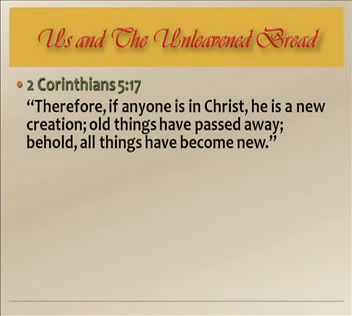 Us and The Unleavened Bread
• 2 Corinthians 5:17
“Therefore, if anyone is in Christ, he is a new
creation; old things have passed away;
behold, all things have become new.”